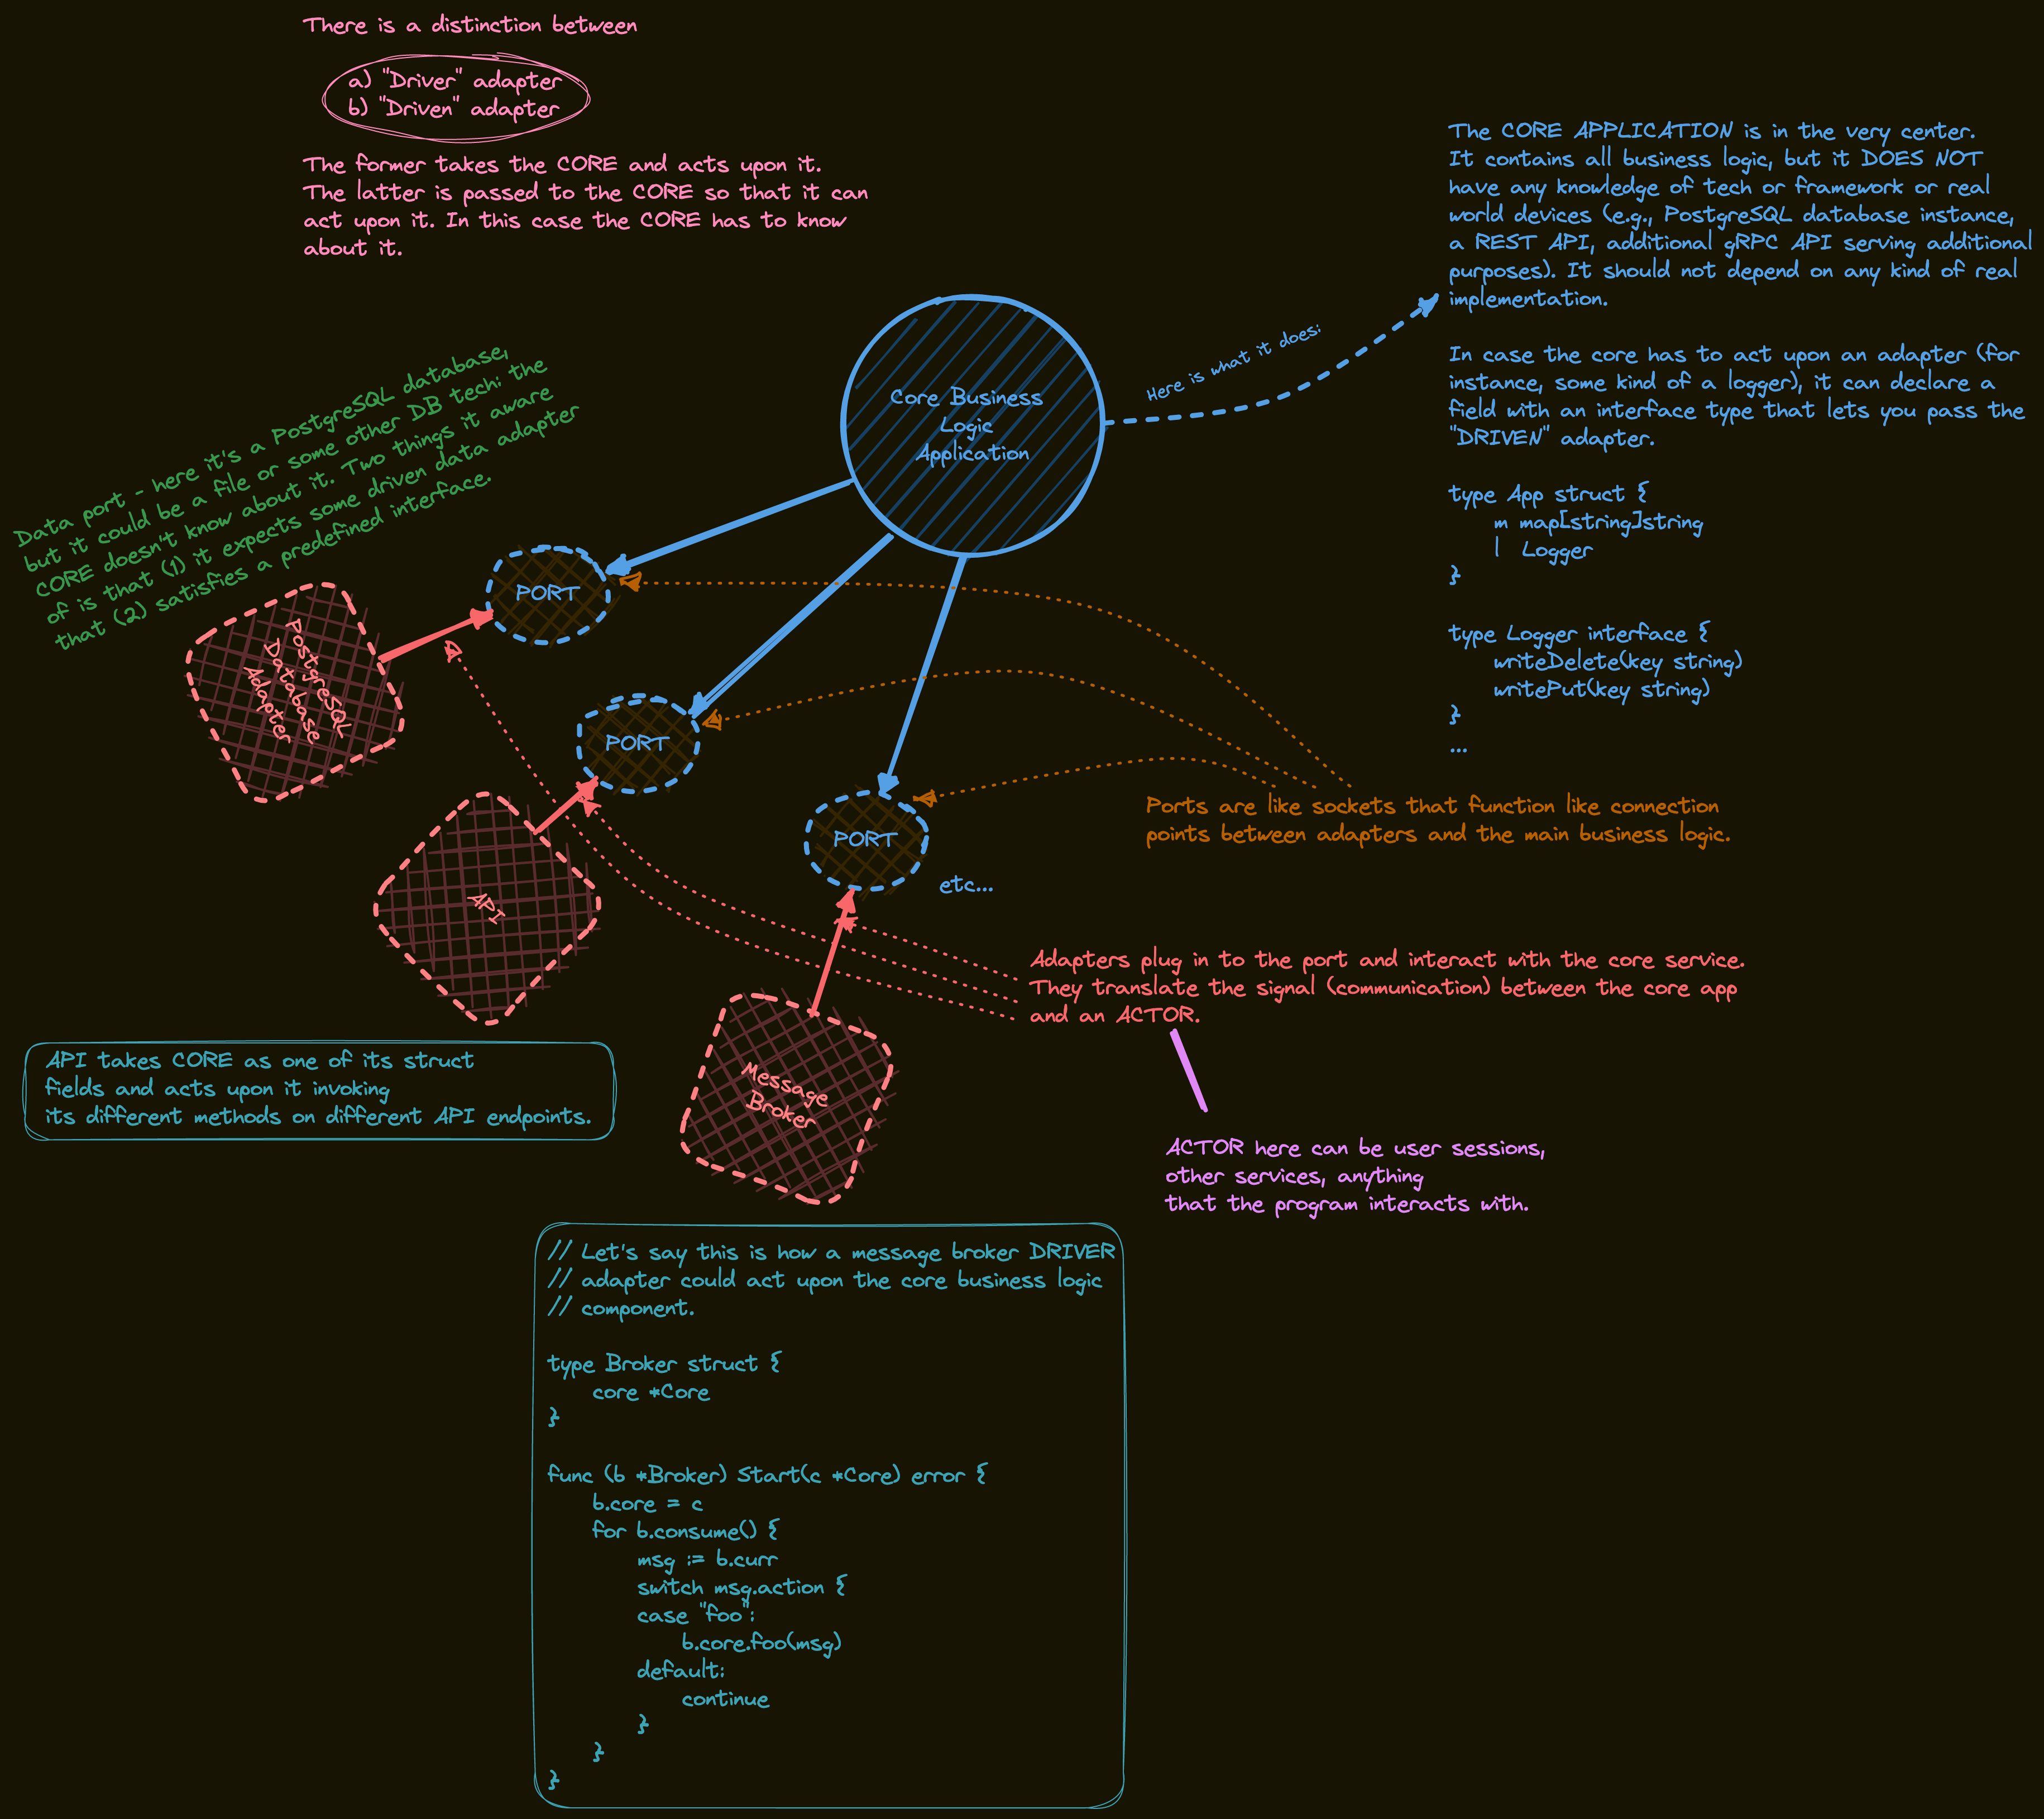 There is a distinction between
a) "Driver" adapter
b) "Driven" adapter
The former takes the CORE and acts upon it.
The latter is passed to the CORE so that it can
act upon it. In this case the CORE has to know
about it.
The CORE APPLICATION is in the very center.
It contains all business logic, but it DOES NOT
have any knowledge of tech or framework or real
world devices (e.g., PostgreSQL database instance,
a REST API, additional gRPC API serving additional
purposes). It should not depend on any kind of real
implementation.
In case the core has to act upon an adapter (for
instance, some kind of a logger), it can declare a
field with an interface type that lets you pass the
"DRIVEN" adapter.
type App struct {
m map[string]string
l Logger
}
type Logger interface {
writeDelete(key string)
writePut(key string)
}
...
Here is what it does:
Core Business
Logic
Application
Data port - here it's a PostgreSQL database,
but it could be a file or some other DB tech: the
CORE doesn't know about it. Two things it aware
of is that (1) it expects some driven data adapter
that (2) satisfies a predefined interface.
PORT
PostgreSQL
Database
Adapter
PORT
API
PORT
etc...
Ports are like sockets that function like connection
points between adapters and the main business logic.
Adapters plug in to the port and interact with the core service.
They translate the signal (communication) between the core app
and an ACTOR.
API takes CORE as one of its struct
fields and acts upon it invoking
its different methods on different API endpoints.
Message
Broker
ACTOR here can be user sessions,
other services, anything
that the program interacts with.
// Let's say this is how a message broker DRIVER
// adapter could act upon the core business logic
// component.
type Broker struct {
core *Core
}
func (b *Broker) Start(c *Core) error {
b.core = c
for b.consume() {
msg := b.curr
switch msg.action {
case "foo":
b.core.foo(msg)
default:
continue
}
}
}